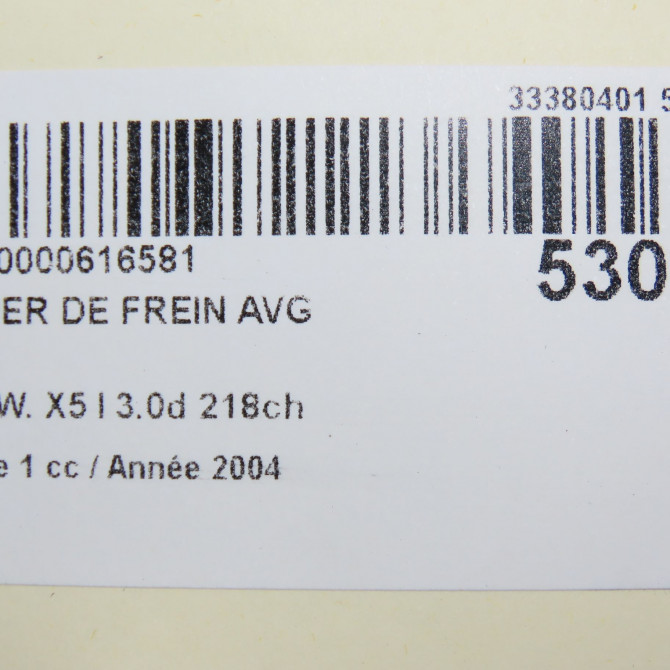 33380401 5
0000616581
530
ER DE FREIN AVG
W. X5 I 3.0d 218ch
e 1 cc / Année 2004